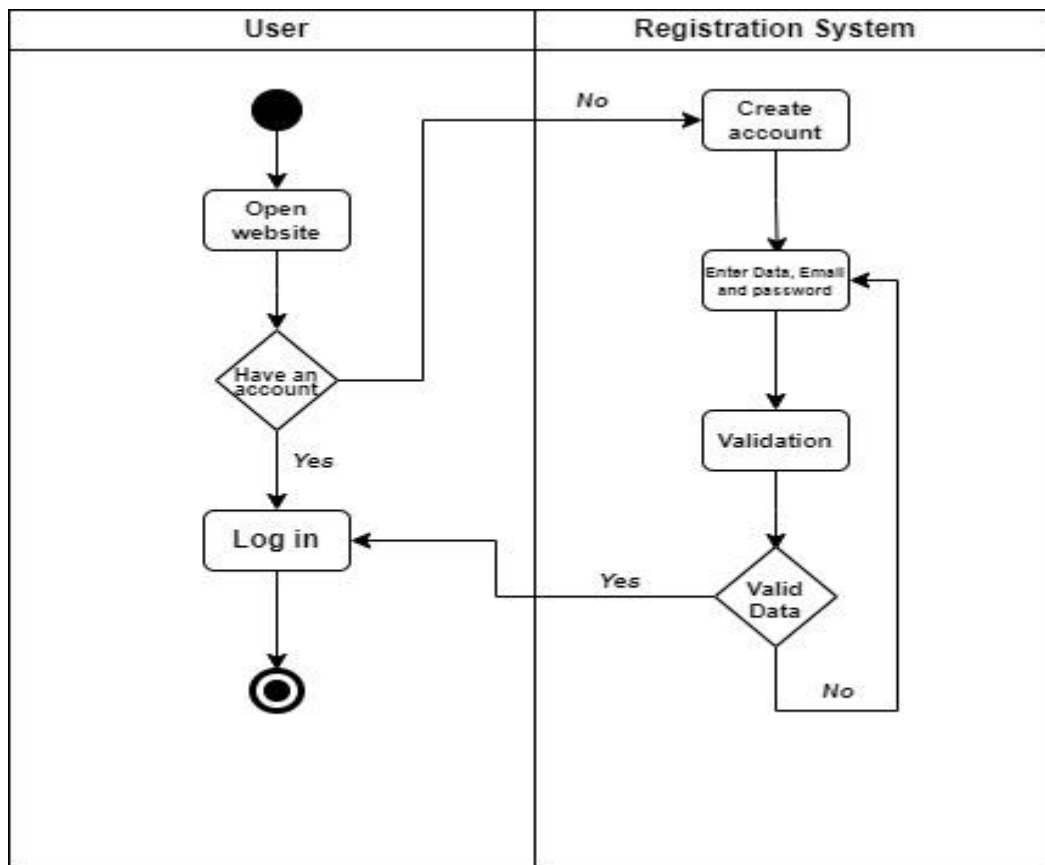 User
Registration System
No
Create
account
Open
website
Enter Data, Email
and password
Have an
account
Validation
Yes
Log in
Yes
Valid
Data
No